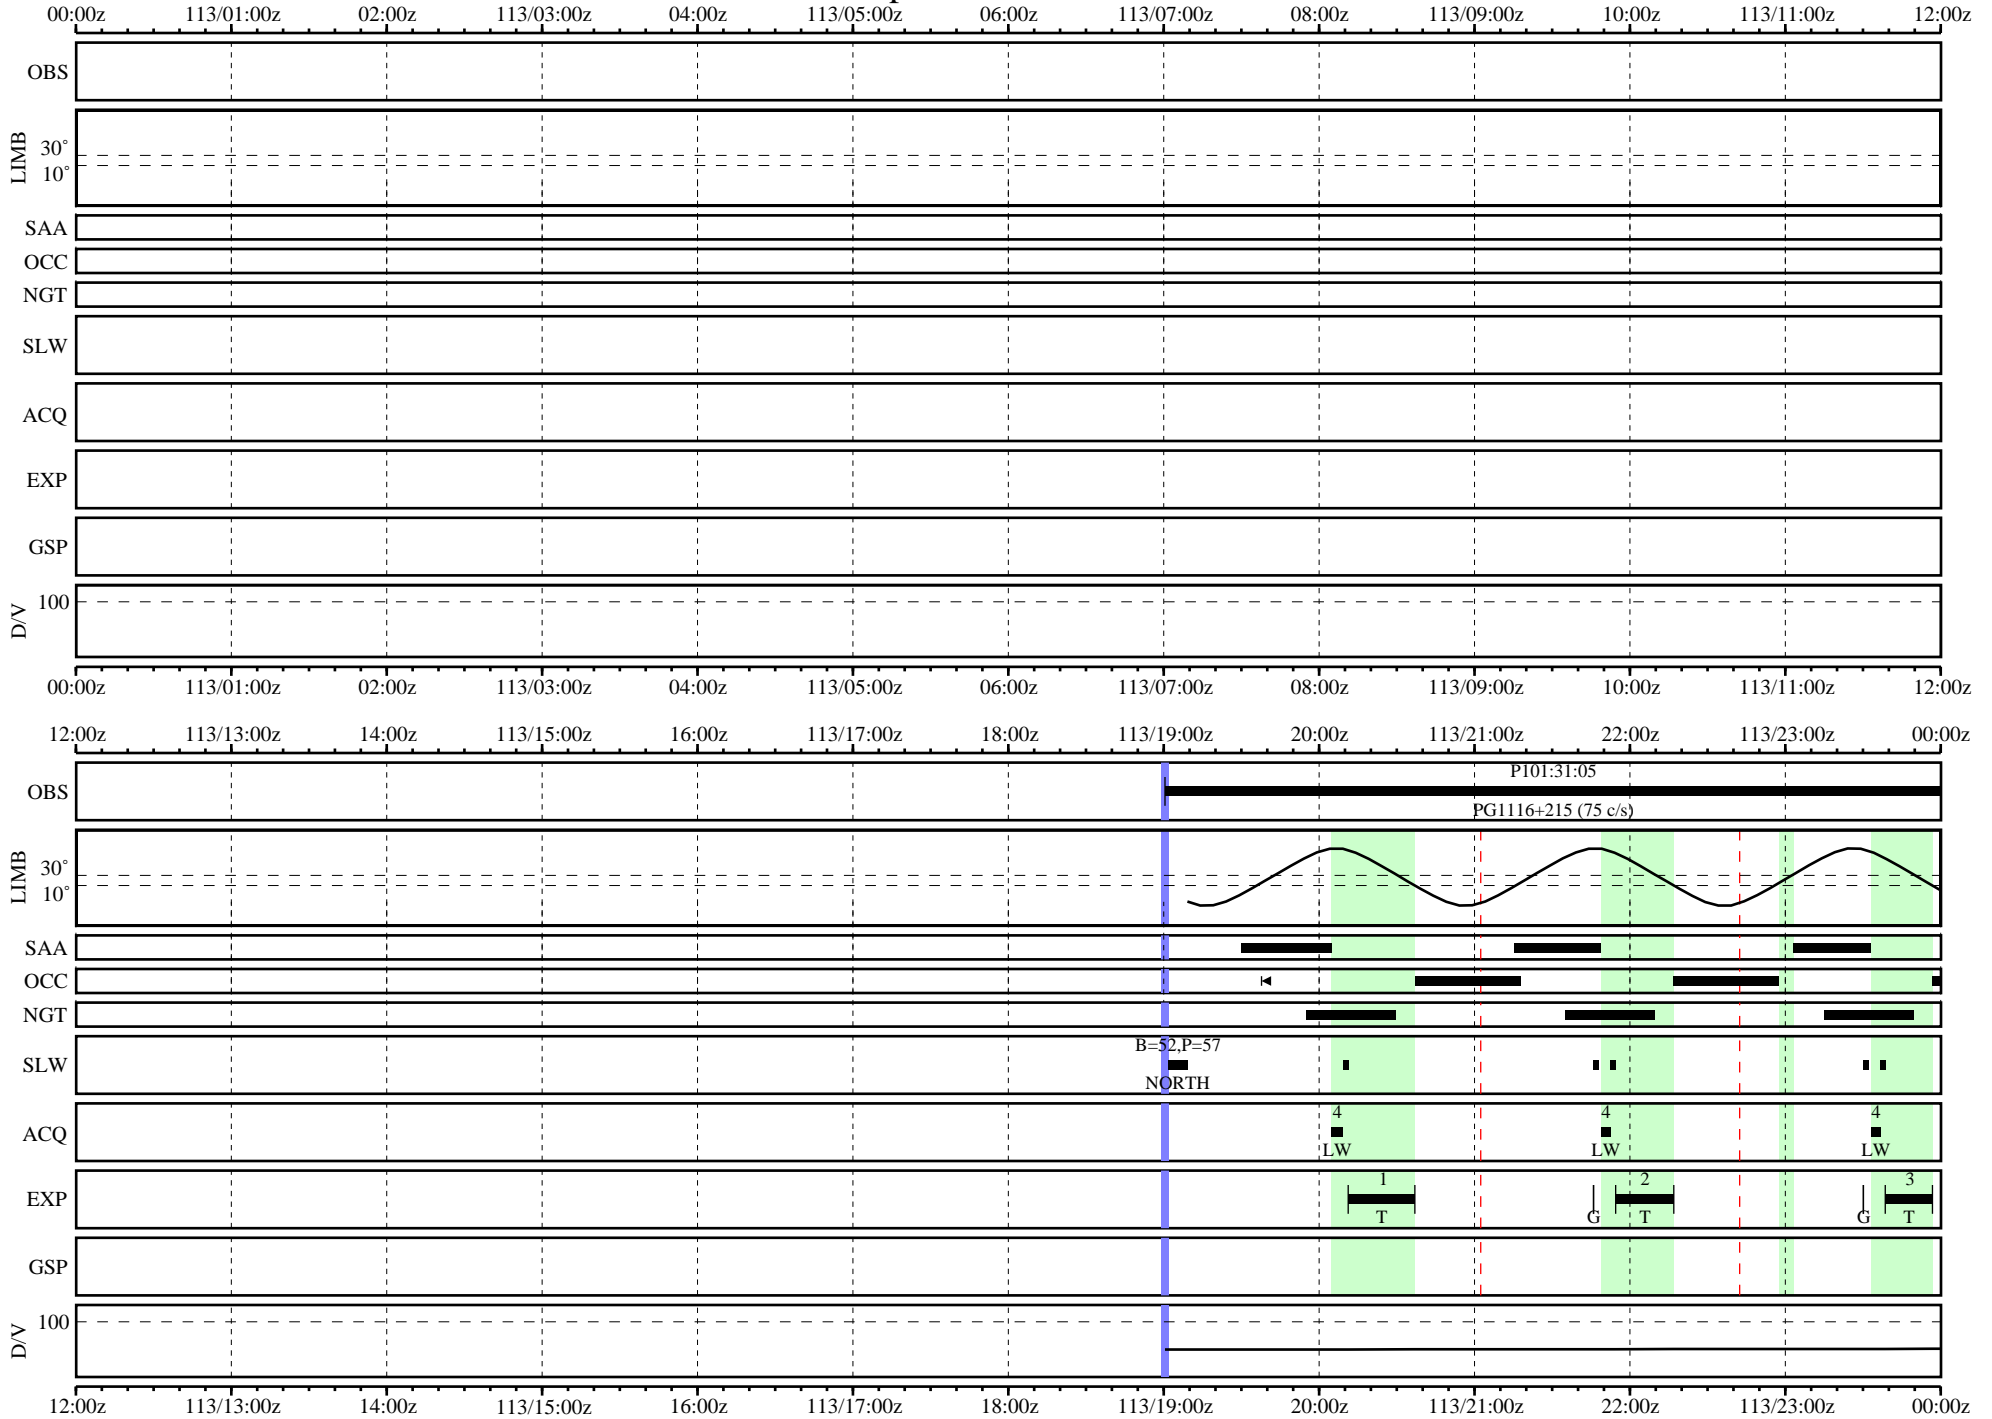 00:00z 113/01:00z 02:00z 113/03:00z 04:00z 113/05:00z 06:00z 113/07:00z 08:00z 113/09:00z 10:00z 113/11:00z 12:00z
OBS
LIMB 30° 10°
SAA
OCC
NGT
SLW
ACQ
EXP
GSP
D/V 100
00:00z 113/01:00z 02:00z 113/03:00z 04:00z 113/05:00z 06:00z 113/07:00z 08:00z 113/09:00z 10:00z 113/11:00z 12:00z
12:00z 113/13:00z 14:00z 113/15:00z 16:00z 113/17:00z 18:00z 113/19:00z 20:00z 113/21:00z 22:00z 113/23:00z 00:00z
P101:31:05
OBS
PG1116+215 (75 c/s)
LIMB 30° 10°
SAA
OCC
NGT
B=52,P=57
SLW
NORTH
4 4 4
ACQ
LW LW LW
1 2 3
EXP
T G T G T
GSP
D/V 100
12:00z 113/13:00z 14:00z 113/15:00z 16:00z 113/17:00z 18:00z 113/19:00z 20:00z 113/21:00z 22:00z 113/23:00z 00:00z